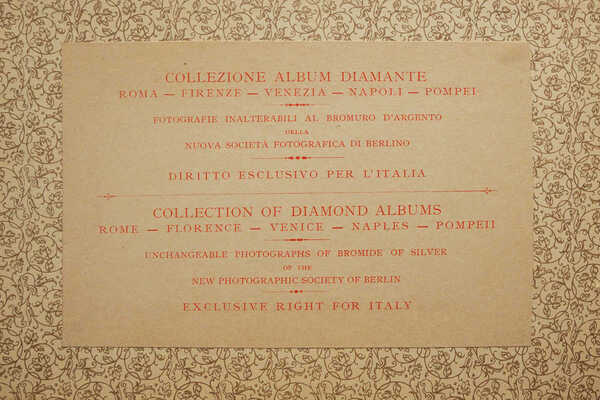 COLLEZIONE ALBUM DIAMANTE
ROMA — FIRENZE — VENEZIA — NAPOLI — POMPEI
FOTOGRAFIE INALTERABILI AL BROMURO D'ARGENTO
DELLA
NUOVA SOCIETÀ FOTOGRAFICA DI BERLINO
DIRITTO ESCLUSIVO PER L'ITALIA
COLLECTION OF DIAMOND ALBUMS
ROME — FLORENCE — VENICE — NAPLES — POMPEII
UNCHANGEABLE PHOTOGRAPHS OF BROMIDE OF SILVER
OF THE
NEW PHOTOGRAPHIC SOCIETY OF BERLIN
EXCLUSIVE RIGHT FOR ITALY